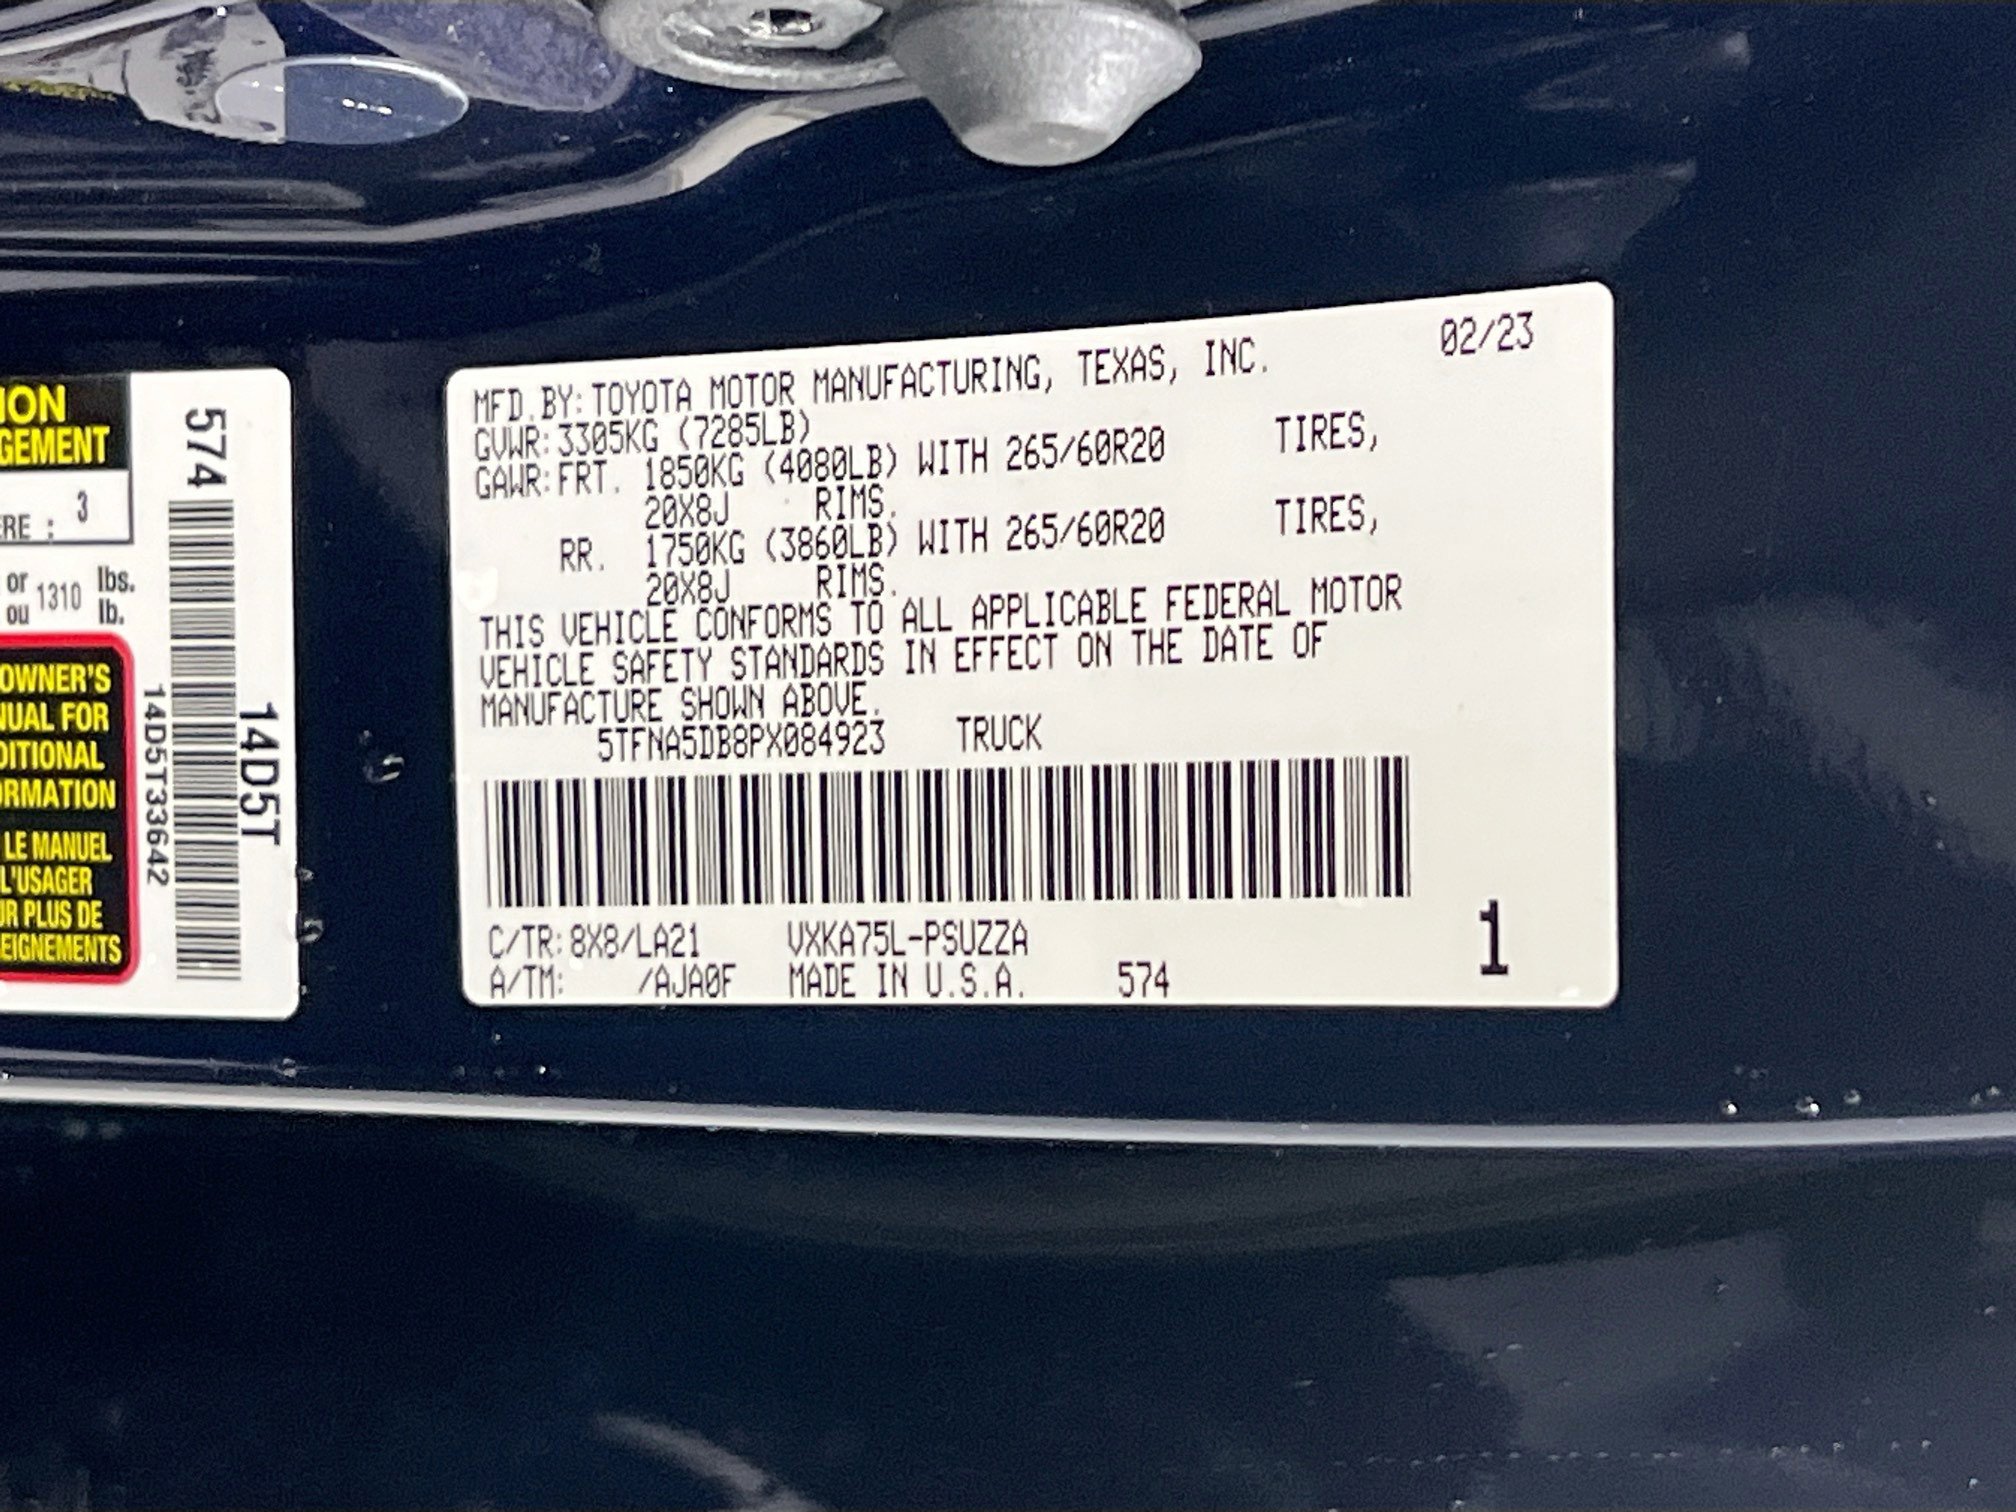 ION
GEMENT
ERE : 3
or 1310 lbs.
ou lb.
OWNER'S
NUAL FOR
DITIONAL
ORMATION
LE MANUEL
L'USAGER
UR PLUS DE
EIGNEMENTS
574
14D5T33642
14D5T
MFD.BY:TOYOTA MOTOR MANUFACTURING, TEXAS, INC. 02/23
GVWR:3305KG (7285LB)
GAWR:FRT. 1850KG (4080LB) WITH 265/60R20 TIRES,
20X8J RIMS.
RR. 1750KG (3860LB) WITH 265/60R20 TIRES,
20X8J RIMS.
THIS VEHICLE CONFORMS TO ALL APPLICABLE FEDERAL MOTOR
VEHICLE SAFETY STANDARDS IN EFFECT ON THE DATE OF
MANUFACTURE SHOWN ABOVE.
5TFNA5DB8PX084923 TRUCK
C/TR:8X8/LA21 VXKA75L-PSUZZA
A/TM: /AJA0F MADE IN U.S.A. 574
1